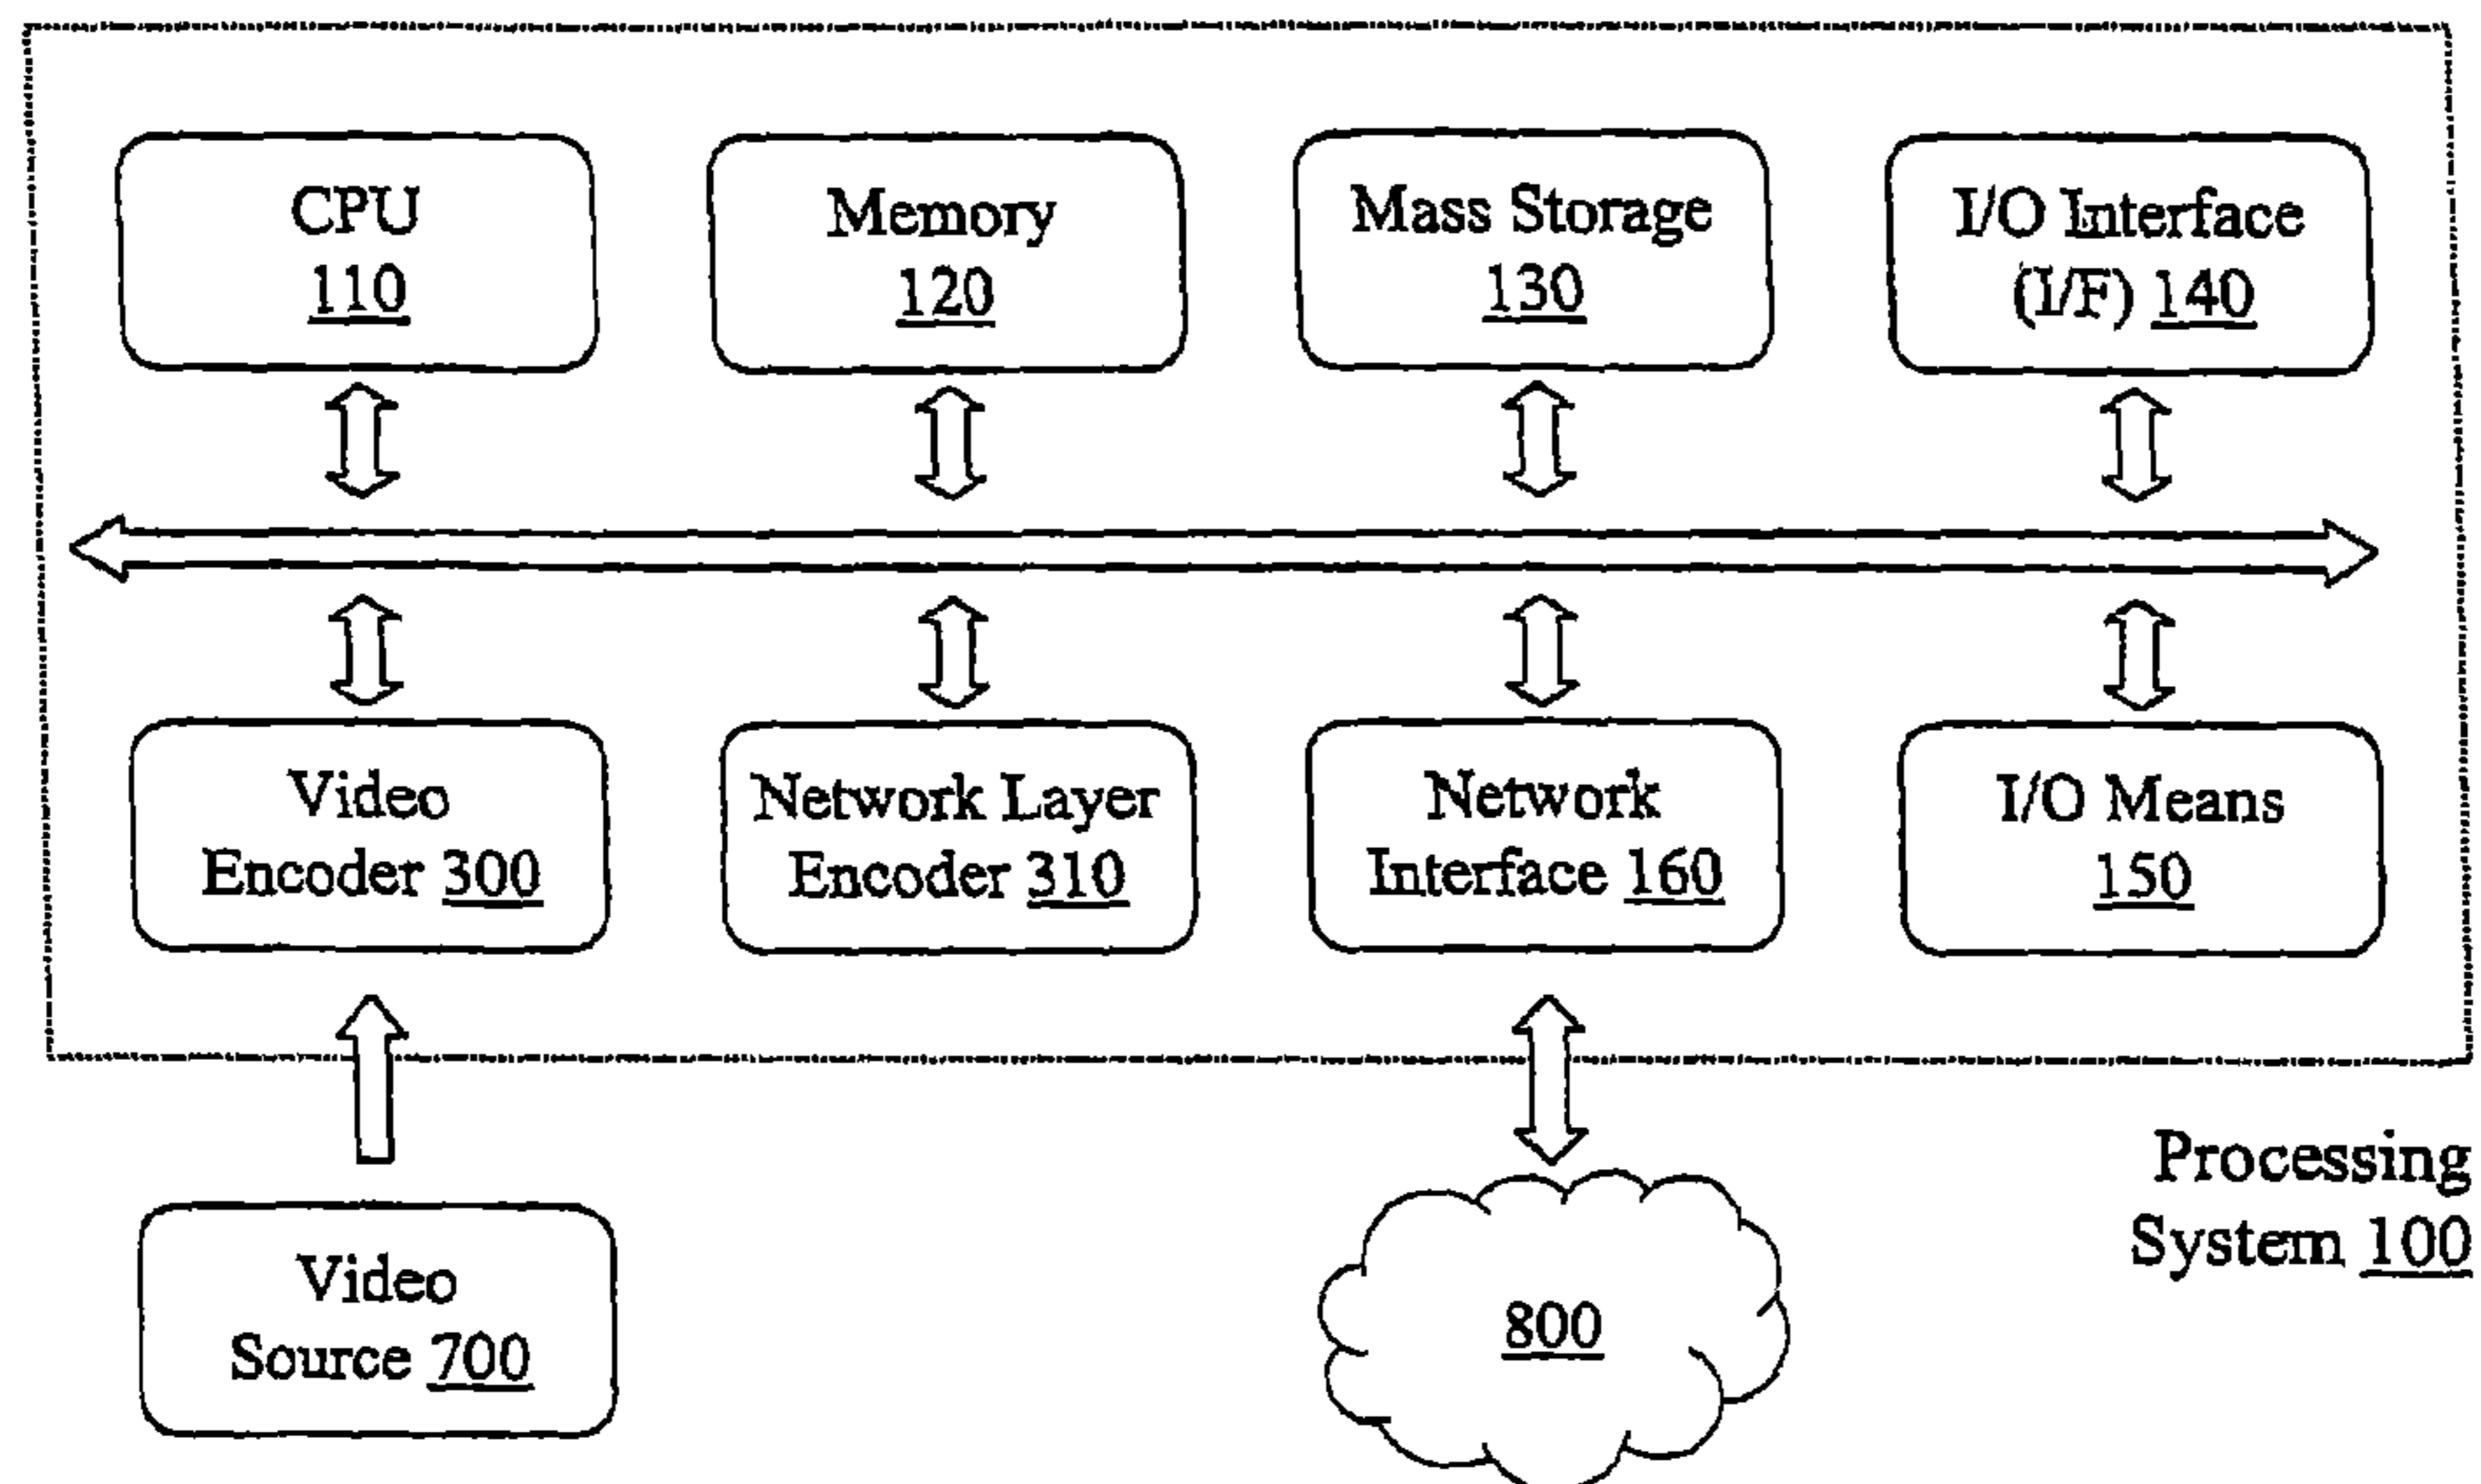 CPU
110
Memory
120
Mass Storage
130
I/O Interface
(I/F) 140
Video
Encoder 300
Network Layer
Encoder 310
Network
Interface 160
I/O Means
150
Video
Source 700
800
Processing
System 100